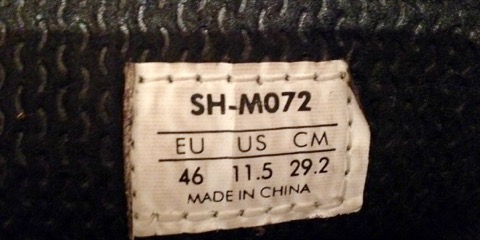 SH-M072
EU US CM
46 11.5 29.2
MADE IN CHINA